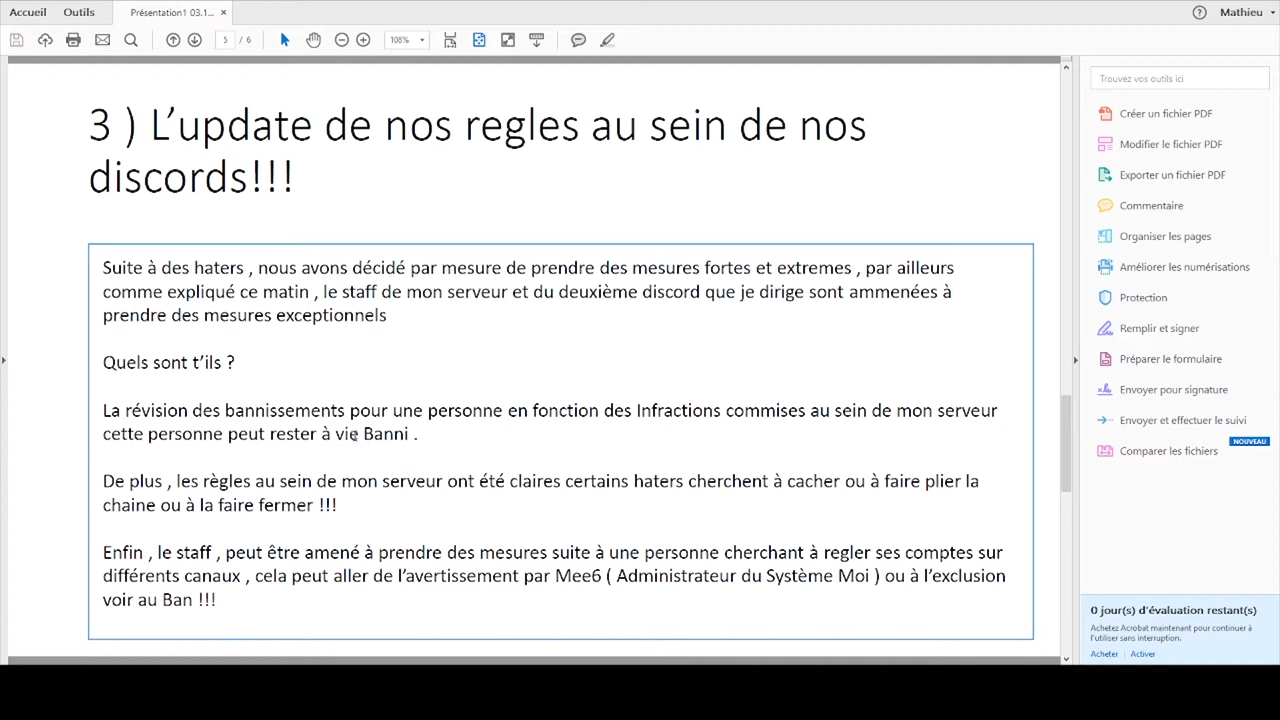 Accueil Outils Présentation1 03.1... × Mathieu
5 / 6 108%
3 ) L’update de nos regles au sein de nos
discords!!!
Suite à des haters , nous avons décidé par mesure de prendre des mesures fortes et extremes , par ailleurs
comme expliqué ce matin , le staff de mon serveur et du deuxième discord que je dirige sont ammenées à
prendre des mesures exceptionnels
Quels sont t’ils ?
La révision des bannissements pour une personne en fonction des Infractions commises au sein de mon serveur
cette personne peut rester à vie Banni .
De plus , les règles au sein de mon serveur ont été claires certains haters cherchent à cacher ou à faire plier la
chaine ou à la faire fermer !!!
Enfin , le staff , peut être amené à prendre des mesures suite à une personne cherchant à regler ses comptes sur
différents canaux , cela peut aller de l’avertissement par Mee6 ( Administrateur du Système Moi ) ou à l’exclusion
voir au Ban !!!
Trouvez vos outils ici
Créer un fichier PDF
Modifier le fichier PDF
Exporter un fichier PDF
Commentaire
Organiser les pages
Améliorer les numérisations
Protection
Remplir et signer
Préparer le formulaire
Envoyer pour signature
Envoyer et effectuer le suivi
NOUVEAU
Comparer les fichiers
0 jour(s) d’évaluation restant(s)
Achetez Acrobat maintenant pour continuer à
l’utiliser sans interruption.
Acheter | Activer